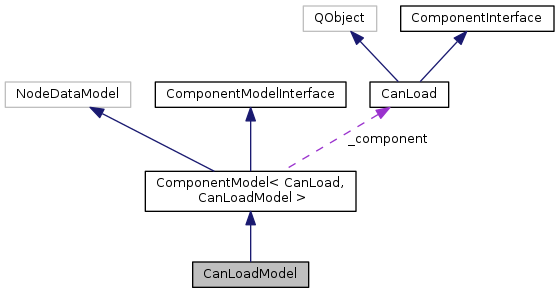 QObject
ComponentInterface
NodeDataModel
ComponentModelInterface
CanLoad
_component
ComponentModel< CanLoad,
CanLoadModel >
CanLoadModel